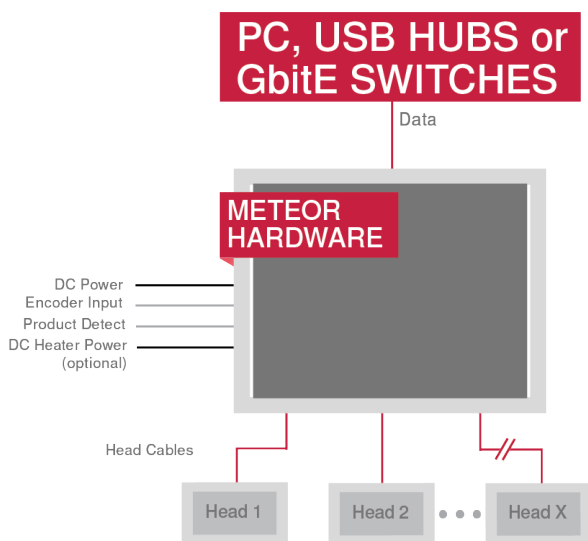 PC, USB HUBS or
GbitE SWITCHES
Data
METEOR
HARDWARE
DC Power
Encoder Input
Product Detect
DC Heater Power
(optional)
Head Cables
Head 1
Head 2
Head X